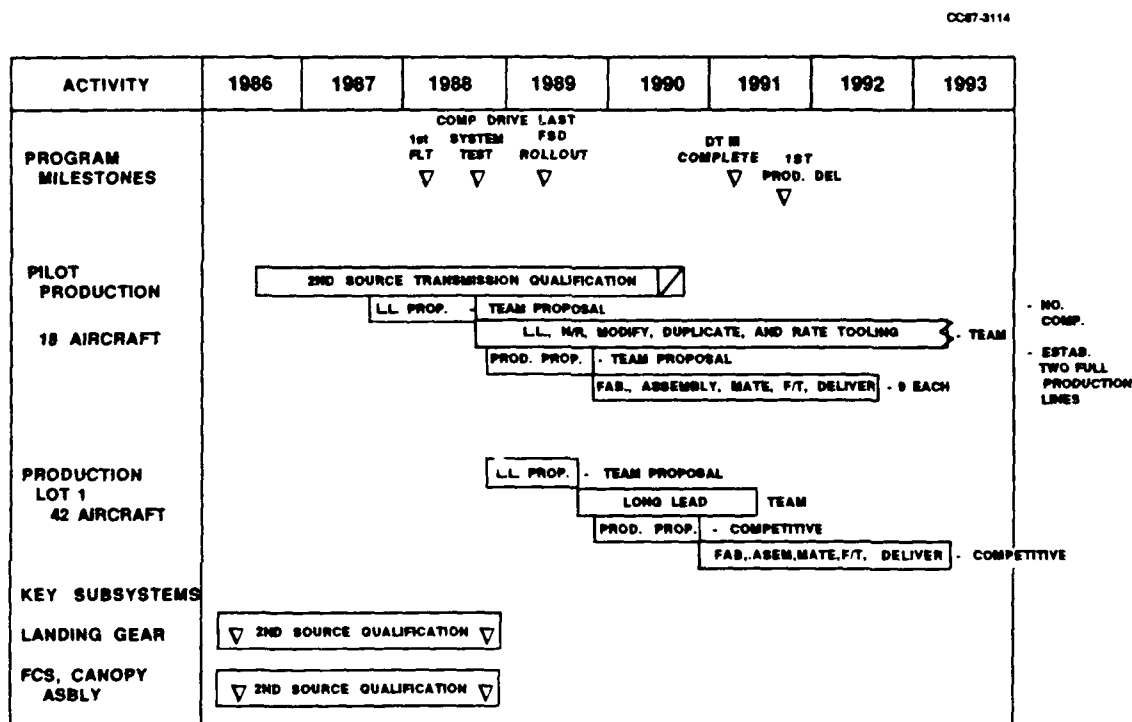 CC87-3114
ACTIVITY 1986 1987 1988 1989 1990 1991 1992 1993
PROGRAM
MILESTONES
1st
FLT
COMP DRIVE
SYSTEM
TEST
LAST
FSD
ROLLOUT
DT III
COMPLETE
1ST
PROD. DEL
PILOT
PRODUCTION
18 AIRCRAFT
2ND SOURCE TRANSMISSION QUALIFICATION
L.L. PROP. - TEAM PROPOSAL
L.L., N/R, MODIFY, DUPLICATE, AND RATE TOOLING - TEAM
PROD. PROP. - TEAM PROPOSAL
FAB., ASSEMBLY, MATE, F/T, DELIVER - 9 EACH
- NO.
COMP.
- ESTAB.
TWO FULL
PRODUCTION
LINES
PRODUCTION
LOT 1
42 AIRCRAFT
L.L. PROP. - TEAM PROPOSAL
LONG LEAD TEAM
PROD. PROP. - COMPETITIVE
FAB,.ASEM,MATE,F/T, DELIVER - COMPETITIVE
KEY SUBSYSTEMS
LANDING GEAR
2ND SOURCE QUALIFICATION
FCS, CANOPY
ASBLY
2ND SOURCE QUALIFICATION